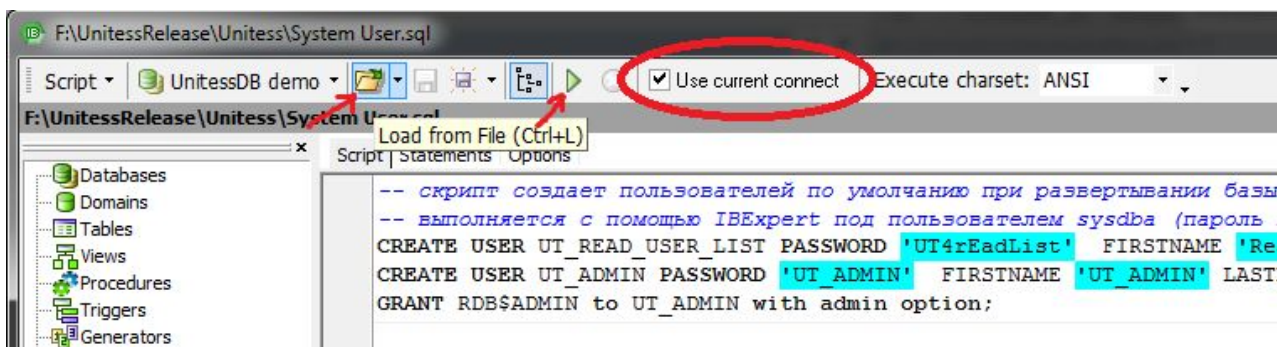 F:\UnitessRelease\Unitess\System User.sql
Script UnitessDB demo Use current connect Execute charset: ANSI
F:\UnitessRelease\Unitess\System User.sql
Load from File (Ctrl+L)
Script Statements Options
Databases
Domains
Tables
Views
Procedures
Triggers
Generators
-- скрипт создает пользователей по умолчанию при развертывании базы
-- выполняется с помощью IBExpert под пользователем sysdba (пароль
CREATE USER UT_READ_USER_LIST PASSWORD 'UT4rEadList' FIRSTNAME 'Re
CREATE USER UT_ADMIN PASSWORD 'UT_ADMIN' FIRSTNAME 'UT_ADMIN' LAST
GRANT RDB$ADMIN to UT_ADMIN with admin option;